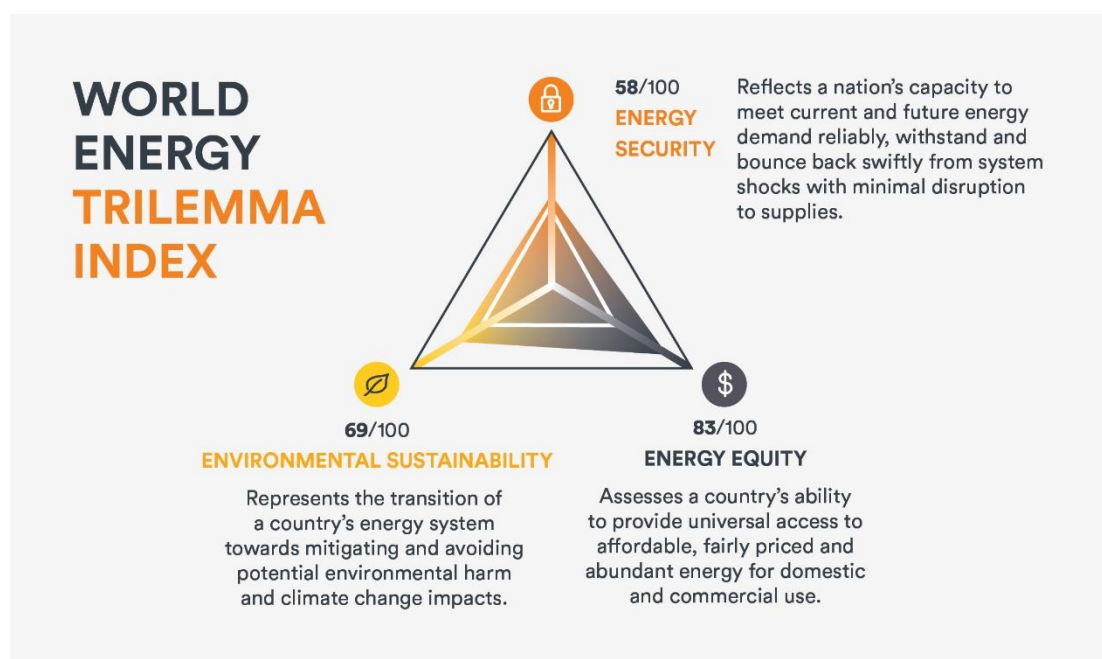 WORLD
ENERGY
TRILEMMA
INDEX
58/100
ENERGY
SECURITY
Reflects a nation's capacity to
meet current and future energy
demand reliably, withstand and
bounce back swiftly from system
shocks with minimal disruption
to supplies.
69/100
ENVIRONMENTAL SUSTAINABILITY
Represents the transition of
a country's energy system
towards mitigating and avoiding
potential environmental harm
and climate change impacts.
$
83/100
ENERGY EQUITY
Assesses a country's ability
to provide universal access to
affordable, fairly priced and
abundant energy for domestic
and commercial use.